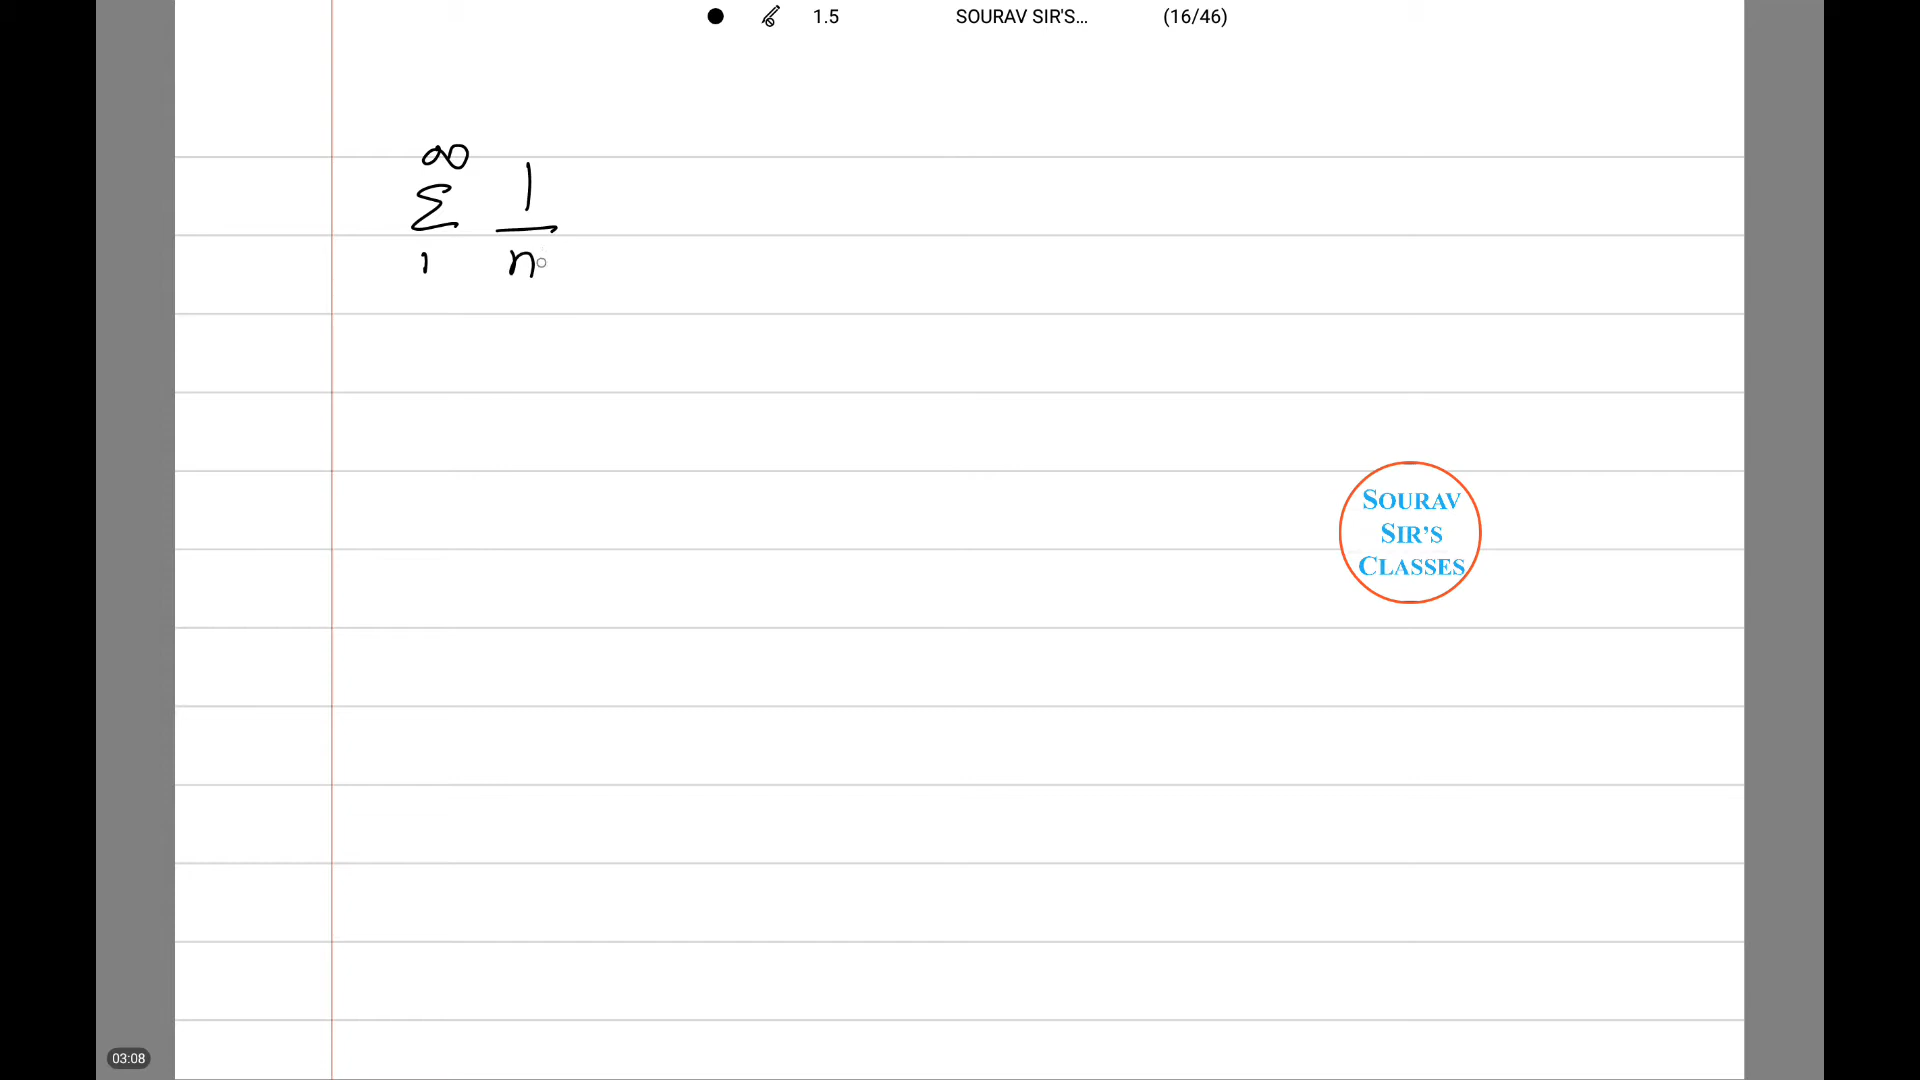 1.5 SOURAV SIR'S... (16/46)
∞
Σ 1
1 n
SOURAV
SIR'S
CLASSES
03:08